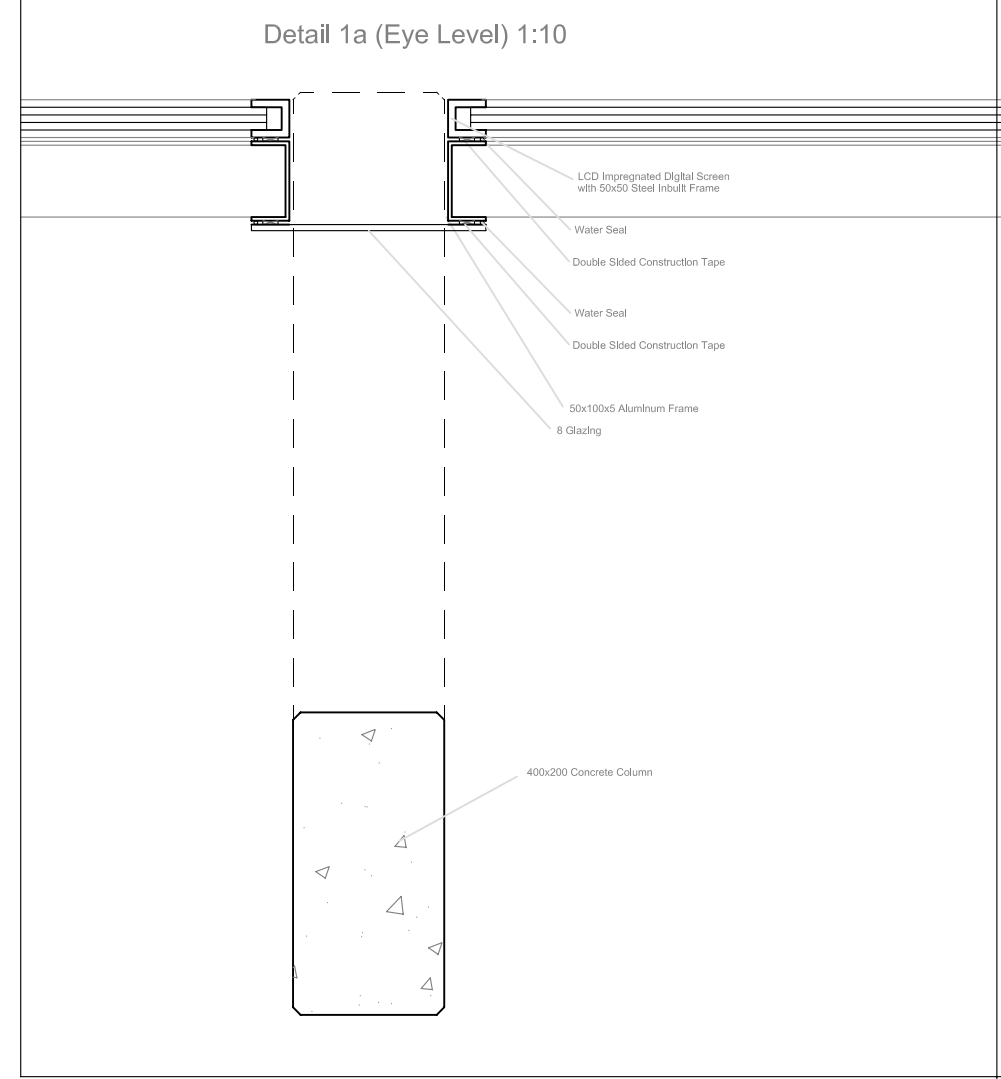 Detail 1a (Eye Level) 1:10
LCD Impregnated Digital Screen
with 50x50 Steel Inbuilt Frame
Water Seal
Double Sided Construction Tape
Water Seal
Double Sided Construction Tape
50x100x5 Aluminum Frame
8 Glazing
400x200 Concrete Column